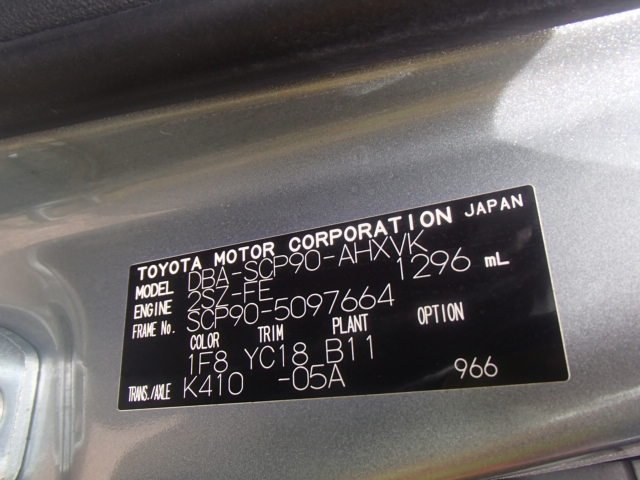 TOYOTA MOTOR CORPORATION JAPAN
MODEL DBA-SCP90-AHXVK
ENGINE 2SZ-FE 1296 mL
FRAME No. SCP90-5097664
COLOR TRIM PLANT OPTION
1F8 YC18 B11
TRANS./AXLE K410 -05A 966